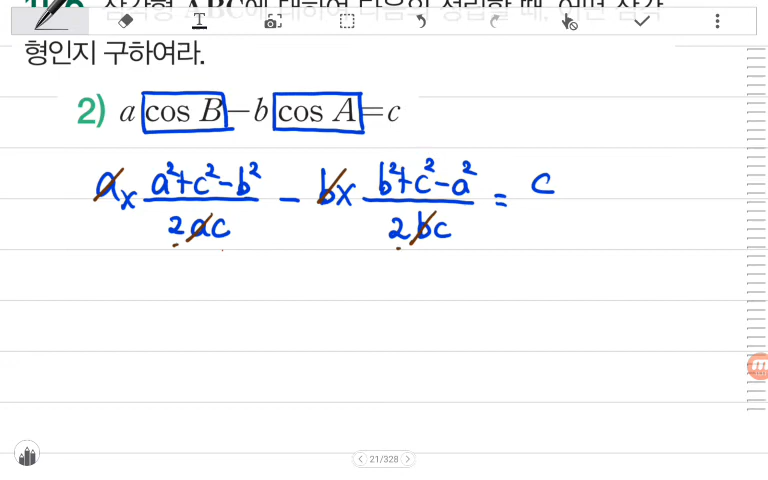 형인지 구하여라.
2) a cos B − b cos A = c
a × (a²+c²−b²)/(2ac) − b × (b²+c²−a²)/(2bc) = c
21/328